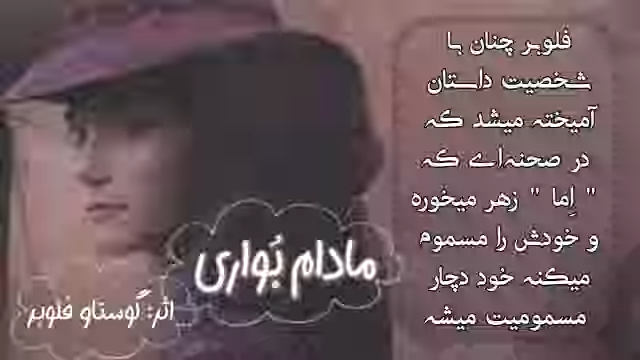 فلوبر چنان با
شخصیت داستان
آمیخته میشد که
در صحنه‌ای که
" اِما " زهر میخوره
و خودش را مسموم
میکنه خود دچار
مسمومیت میشه
مادام بُواری
اثر: گوستاو فلوبر